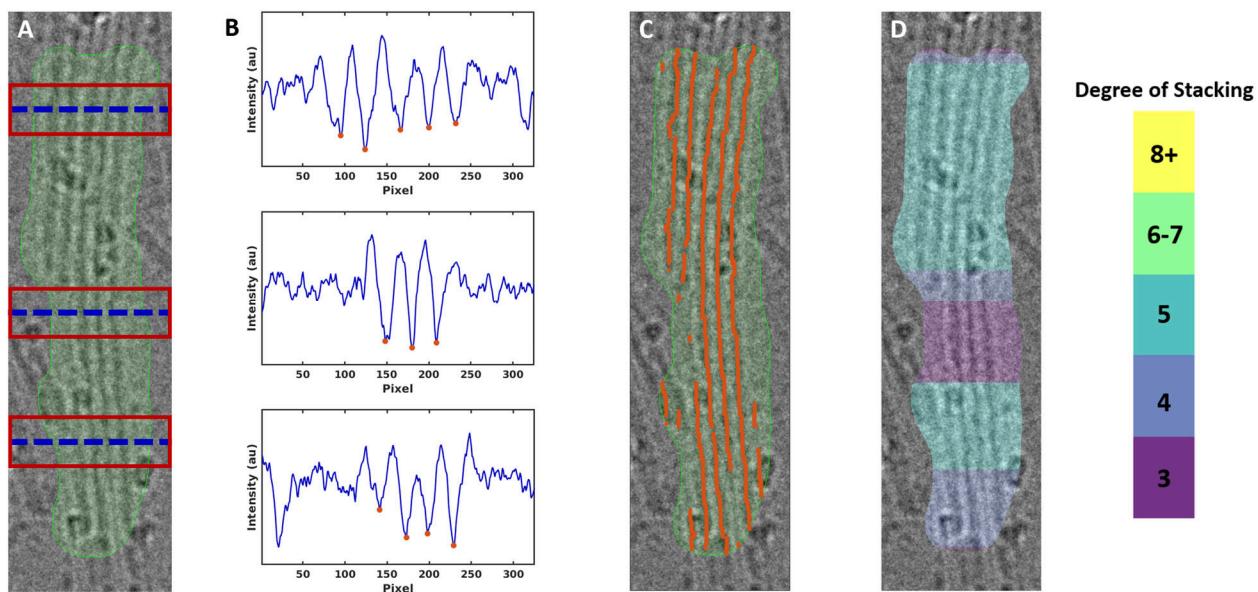 A
B
C
D
Intensity (au)
50 100 150 200 250 300
Pixel
Intensity (au)
50 100 150 200 250 300
Pixel
Intensity (au)
50 100 150 200 250 300
Pixel
Degree of Stacking
8+
6-7
5
4
3